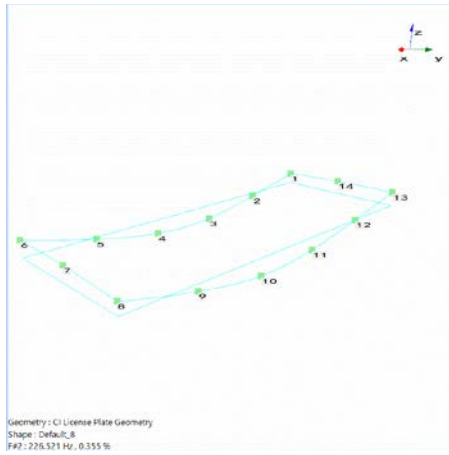 z
x y
1
14
13
2
12
3
4
5
6
11
7
10
9
8
Geometry : CI License Plate Geometry
Shape : Default_8
F#2 : 226.521 Hz , 0.355 %